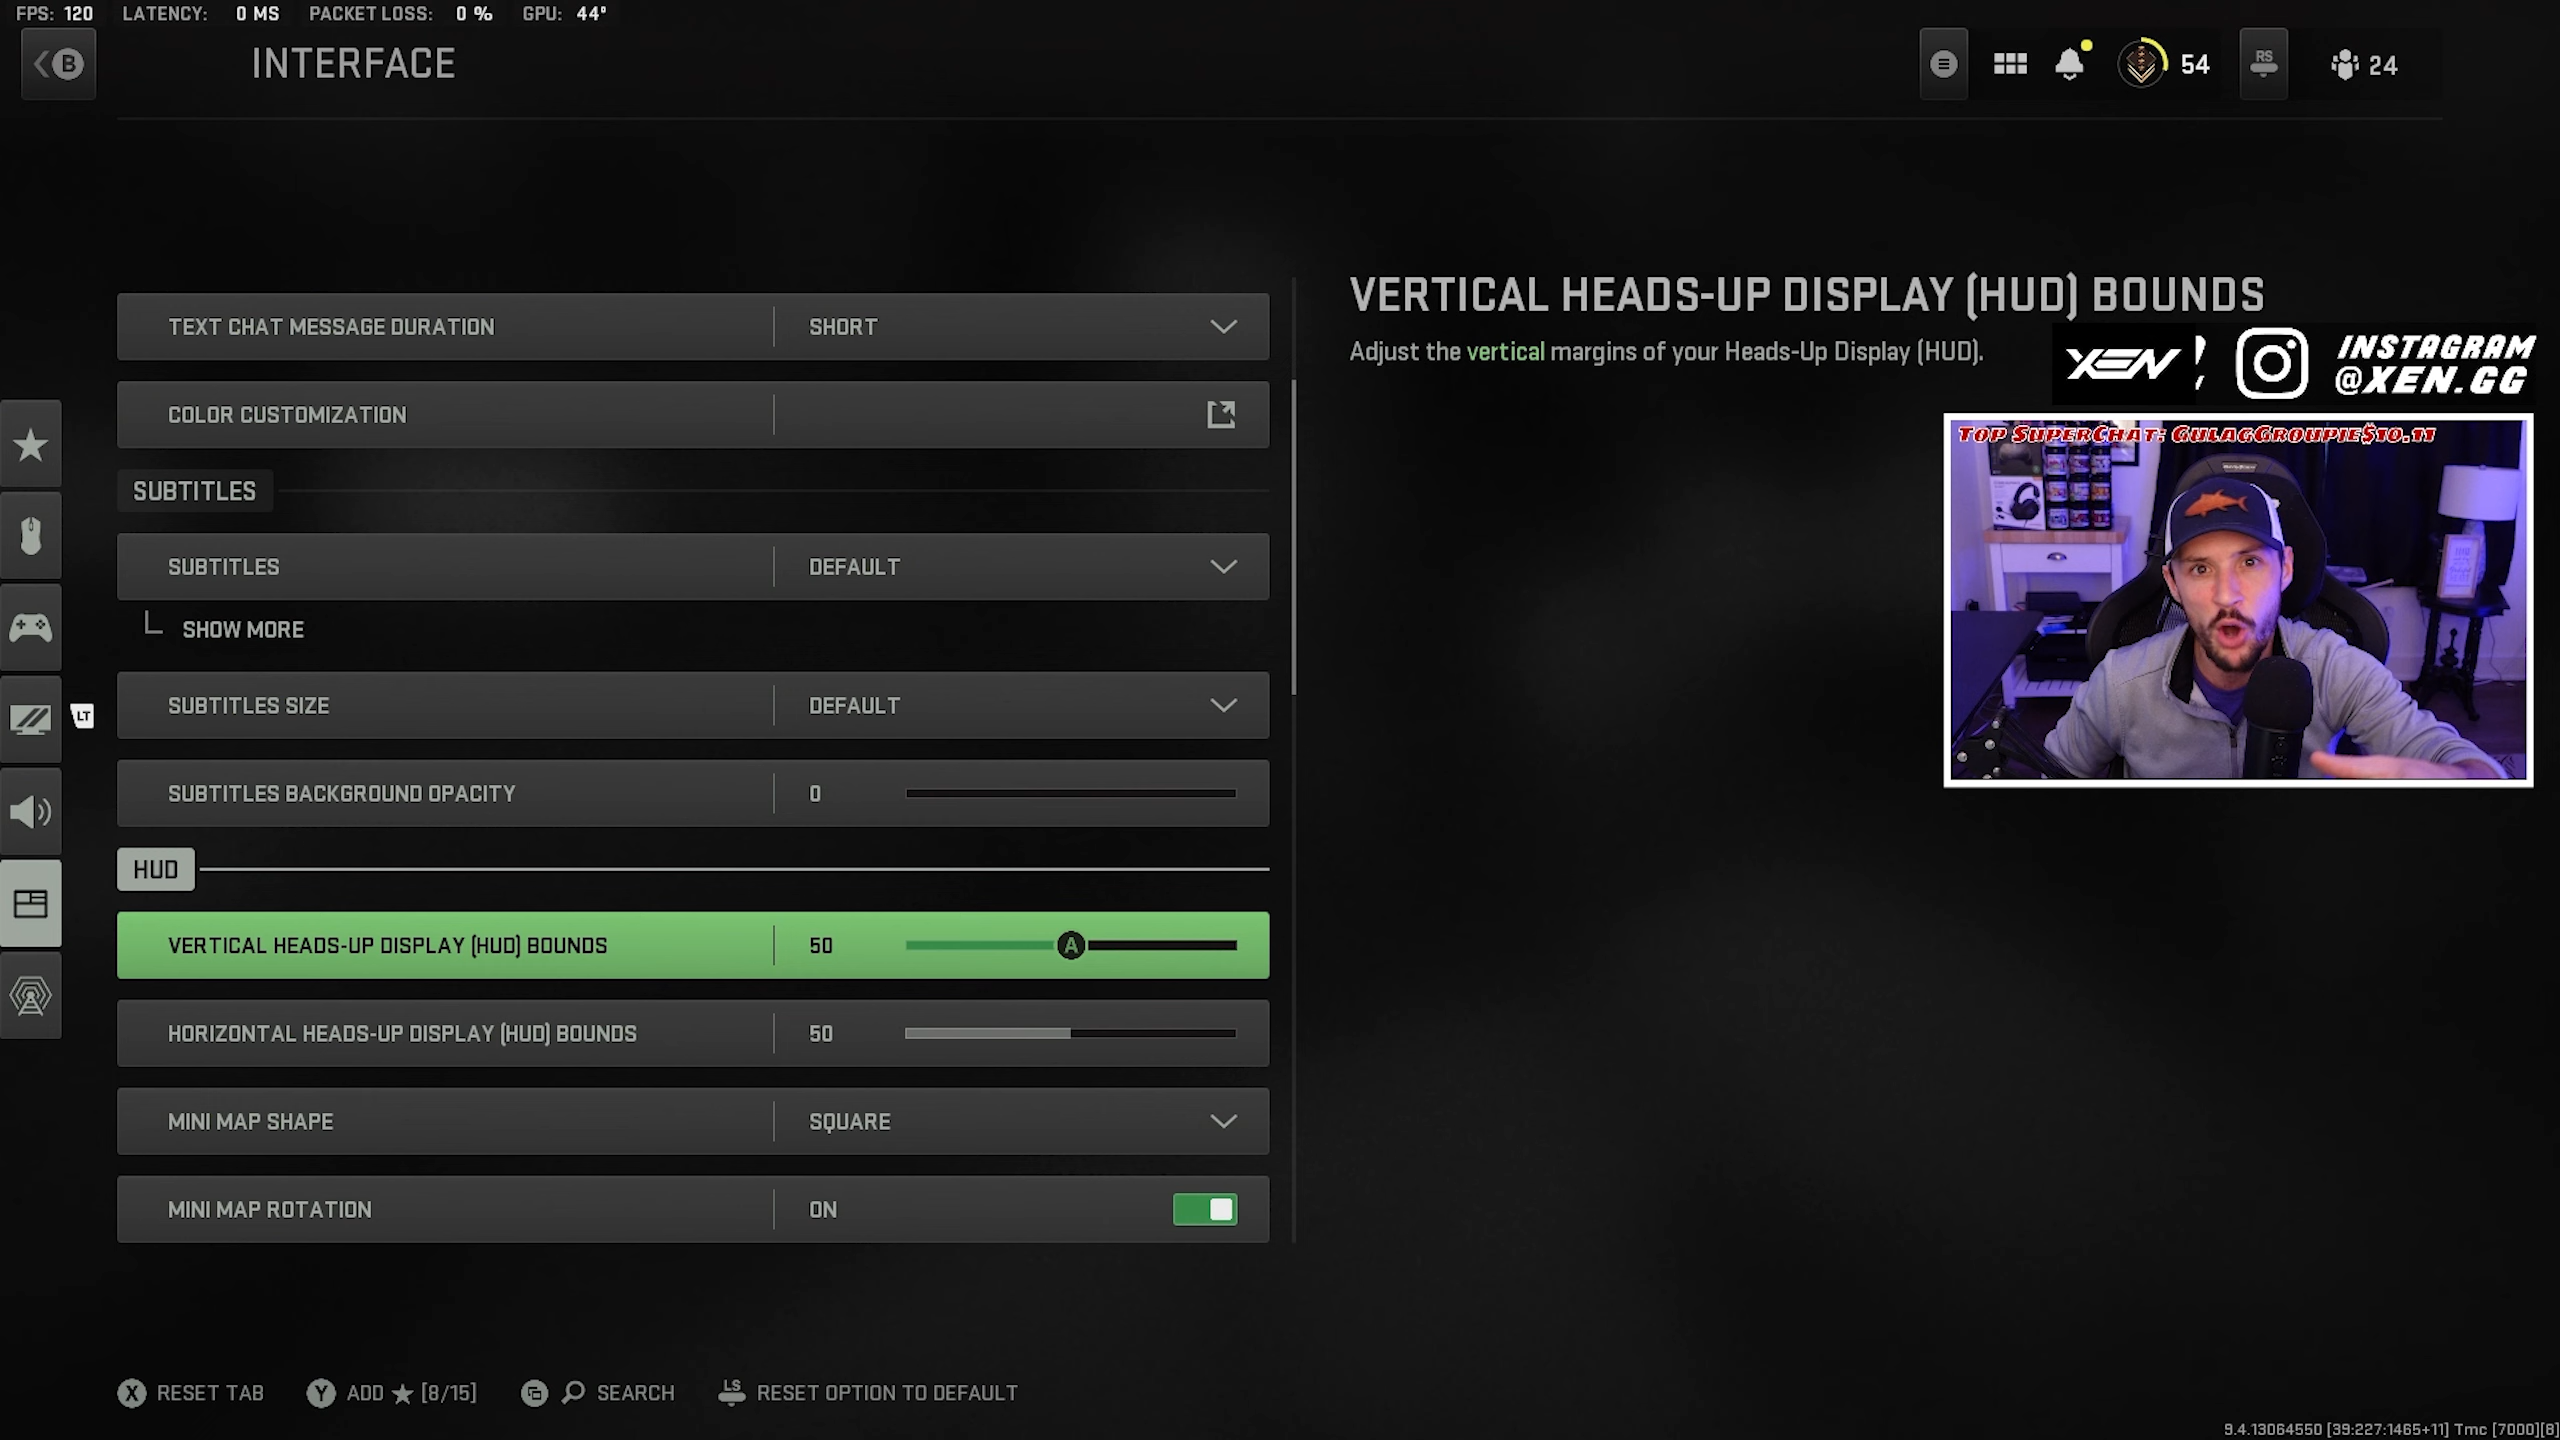 FPS: 120 LATENCY: 0 MS PACKET LOSS: 0 % GPU: 44°
B INTERFACE
54 RS 24
VERTICAL HEADS-UP DISPLAY (HUD) BOUNDS
Adjust the vertical margins of your Heads-Up Display (HUD).
XEN
INSTAGRAM
@XEN.GG
TOP SUPERCHAT: GULAGGROUPIE$10.11
TEXT CHAT MESSAGE DURATION SHORT
COLOR CUSTOMIZATION
SUBTITLES
SUBTITLES DEFAULT
SHOW MORE
SUBTITLES SIZE DEFAULT
LT
SUBTITLES BACKGROUND OPACITY 0
HUD
VERTICAL HEADS-UP DISPLAY (HUD) BOUNDS 50 A
HORIZONTAL HEADS-UP DISPLAY (HUD) BOUNDS 50
MINI MAP SHAPE SQUARE
MINI MAP ROTATION ON
X RESET TAB Y ADD ★ [8/15] SEARCH LS RESET OPTION TO DEFAULT
9.4.13064550 [39:227:1465+11] Tmc [7000][8]